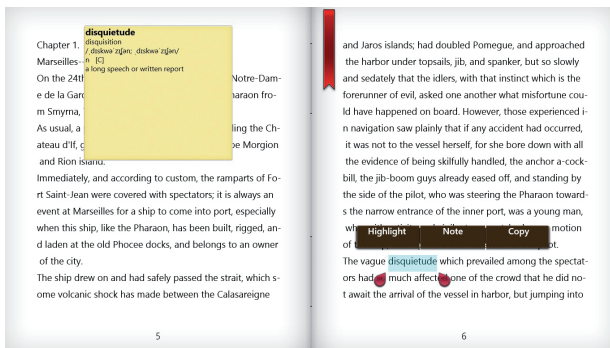 Chapter 1.
Marseilles--
On the 24th
Notre-Dam-
e de la Gar
haraon fro-
m Smyrna,
As usual, a
ling the Ch-
ateau d'If, g
pe Morgion
and Rion island.
Immediately, and according to custom, the ramparts of Fo-
rt Saint-Jean were covered with spectators; it is always an
event at Marseilles for a ship to come into port, especially
when this ship, like the Pharaon, has been built, rigged, an-
d laden at the old Phocee docks, and belongs to an owner
of the city.
The ship drew on and had safely passed the strait, which s-
ome volcanic shock has made between the Calasareigne
5
disquietude
disquisition
/ˌdɪskwəˈzɪʃən; ˌdɪskwəˈzɪʃən/
n [C]
a long speech or written report
and Jaros islands; had doubled Pomegue, and approached
the harbor under topsails, jib, and spanker, but so slowly
and sedately that the idlers, with that instinct which is the
forerunner of evil, asked one another what misfortune cou-
ld have happened on board. However, those experienced i-
n navigation saw plainly that if any accident had occurred,
it was not to the vessel herself, for she bore down with all
the evidence of being skilfully handled, the anchor a-cock-
bill, the jib-boom guys already eased off, and standing by
the side of the pilot, who was steering the Pharaon toward-
s the narrow entrance of the inner port, was a young man,
Highlight Note Copy
motion
of
ot.
The vague disquietude which prevailed among the spectat-
ors had much affected one of the crowd that he did no-
t await the arrival of the vessel in harbor, but jumping into
6